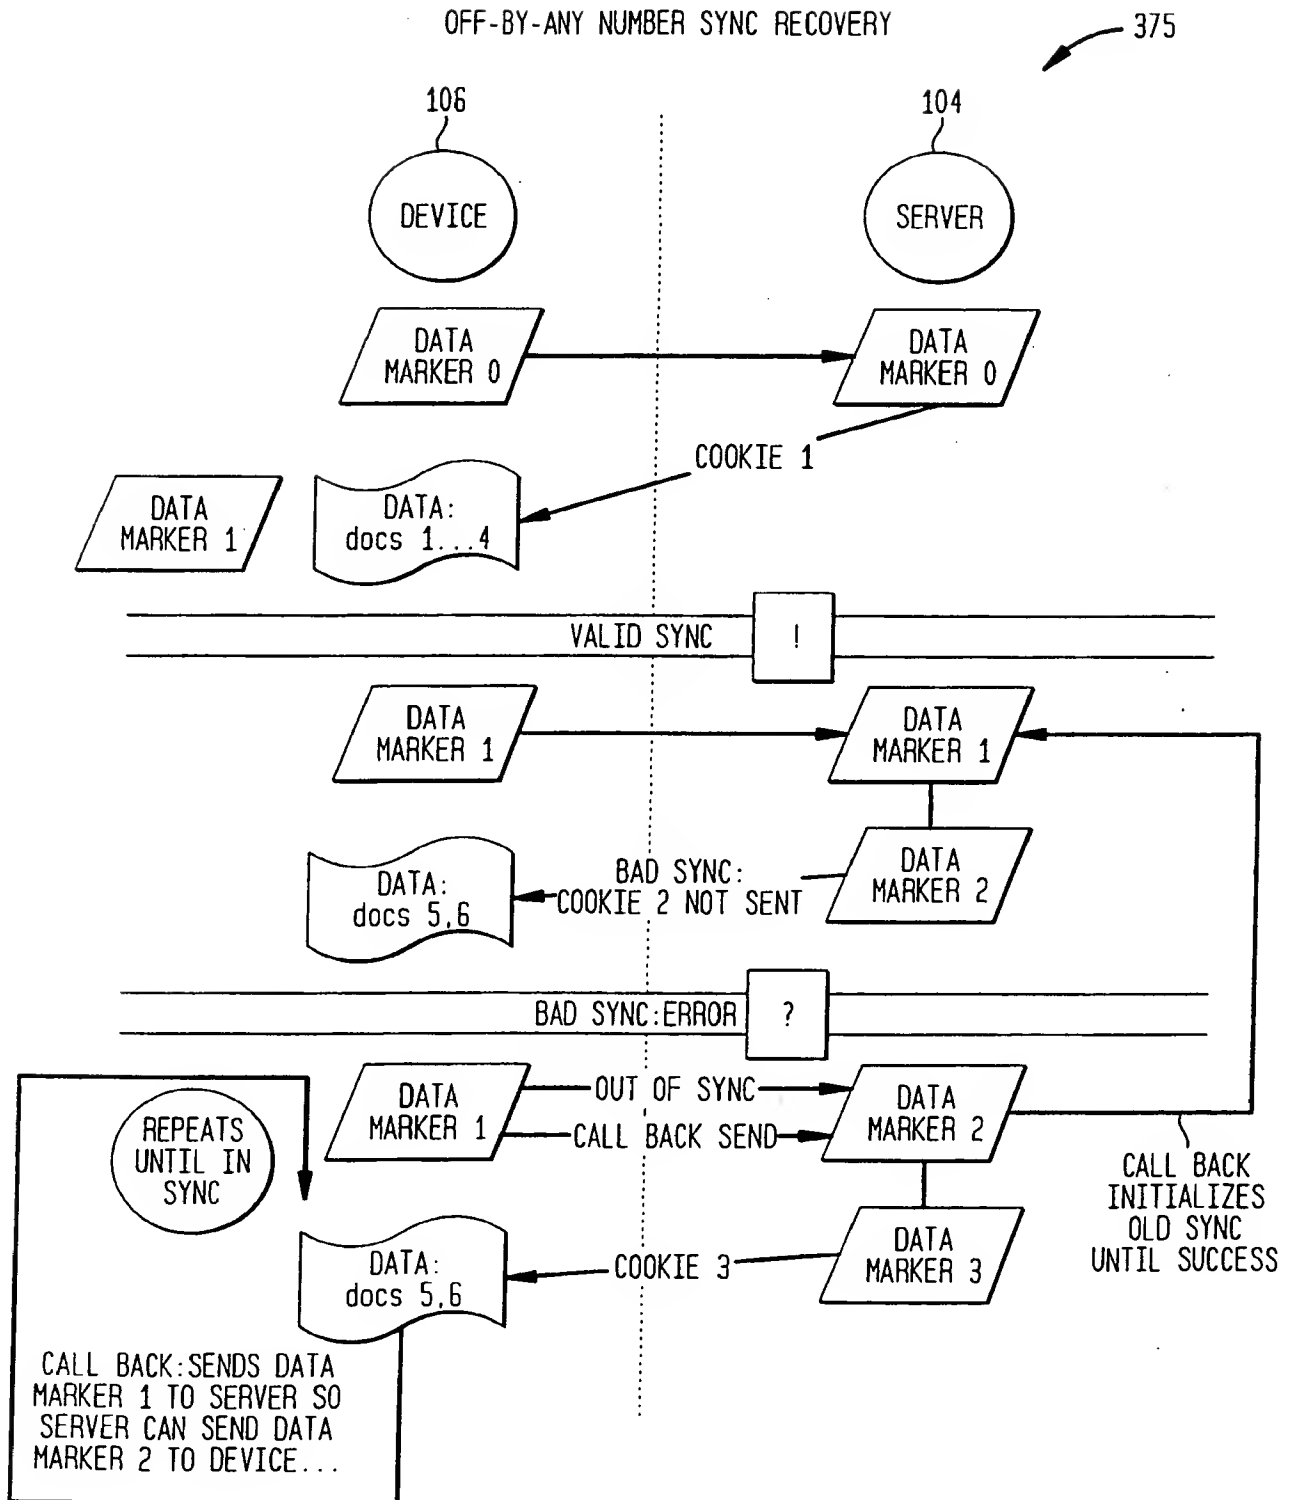 OFF-BY-ANY NUMBER SYNC RECOVERY
375
106
104
DEVICE
SERVER
DATA
MARKER 0
DATA
MARKER 0
COOKIE 1
DATA
MARKER 1
DATA:
docs 1...4
VALID SYNC
!
DATA
MARKER 1
DATA
MARKER 1
DATA:
docs 5,6
BAD SYNC:
COOKIE 2 NOT SENT
DATA
MARKER 2
BAD SYNC:ERROR
?
REPEATS
UNTIL IN
SYNC
DATA
MARKER 1
OUT OF SYNC
CALL BACK SEND
DATA
MARKER 2
CALL BACK
INITIALIZES
OLD SYNC
UNTIL SUCCESS
DATA:
docs 5,6
COOKIE 3
DATA
MARKER 3
CALL BACK:SENDS DATA
MARKER 1 TO SERVER SO
SERVER CAN SEND DATA
MARKER 2 TO DEVICE...